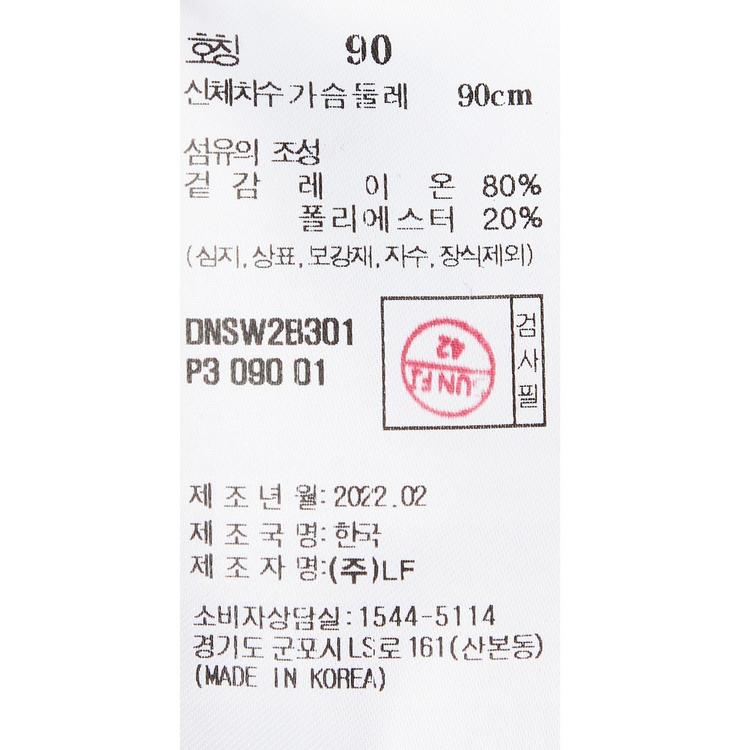 호칭 90
신체치수 가슴둘레 90cm
섬유의 조성
겉 감 레 이 온 80%
폴리에스터 20%
(심지,상표,보강재,자수,장식제외)
DNSW2B301
P3 090 01
검사필
42
제 조 년 월: 2022.02
제 조 국 명: 한국
제 조 자 명:(주)LF
소비자상담실:1544-5114
경기도 군포시 LS로 161(산본동)
(MADE IN KOREA)